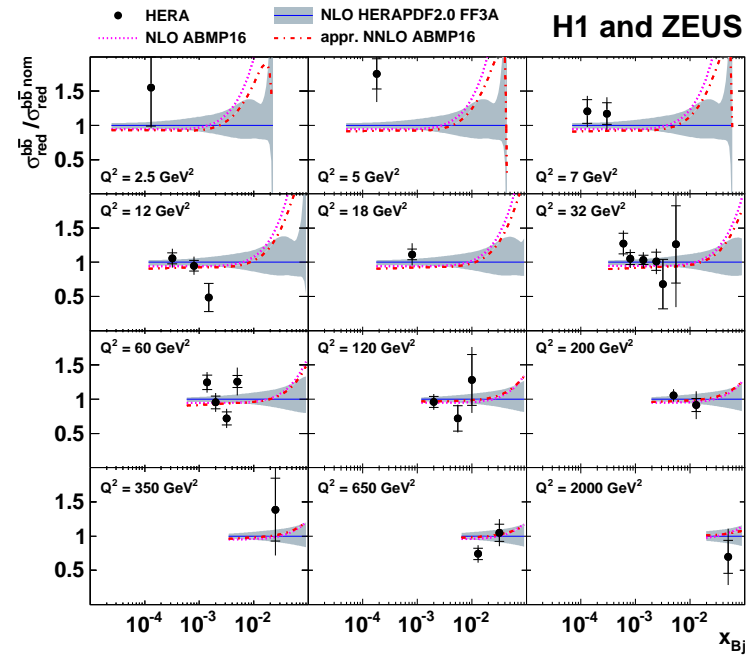 HERA
NLO HERAPDF2.0 FF3A
H1 and ZEUS
NLO ABMP16
appr. NNLO ABMP16
σ_red^{bb̅} / σ_red^{bb̅ nom}
2
1.5
1
0.5
Q² = 2.5 GeV²
Q² = 5 GeV²
Q² = 7 GeV²
1.5
1
0.5
Q² = 12 GeV²
Q² = 18 GeV²
Q² = 32 GeV²
1.5
1
0.5
Q² = 60 GeV²
Q² = 120 GeV²
Q² = 200 GeV²
1.5
1
0.5
Q² = 350 GeV²
Q² = 650 GeV²
Q² = 2000 GeV²
10⁻⁴ 10⁻³ 10⁻² 10⁻⁴ 10⁻³ 10⁻² 10⁻⁴ 10⁻³ 10⁻²
x_Bj